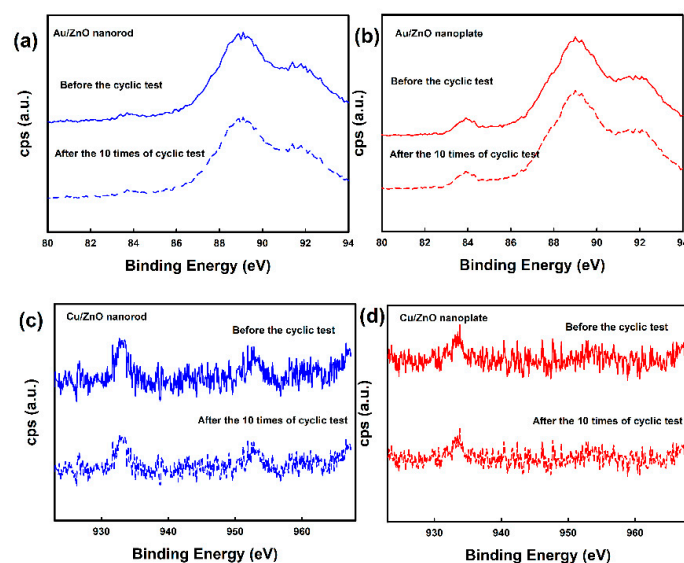 (a)
Au/ZnO nanorod
Before the cyclic test
After the 10 times of cyclic test
cps (a.u.)
80 82 84 86 88 90 92 94
Binding Energy (eV)
(b)
Au/ZnO nanoplate
Before the cyclic test
After the 10 times of cyclic test
cps (a.u.)
80 82 84 86 88 90 92 94
Binding Energy (eV)
(c)
Cu/ZnO nanorod
Before the cyclic test
After the 10 times of cyclic test
cps (a.u.)
930 940 950 960
Binding Energy (eV)
(d)
Cu/ZnO nanoplate
Before the cyclic test
After the 10 times of cyclic test
cps (a.u.)
930 940 950 960
Binding Energy (eV)